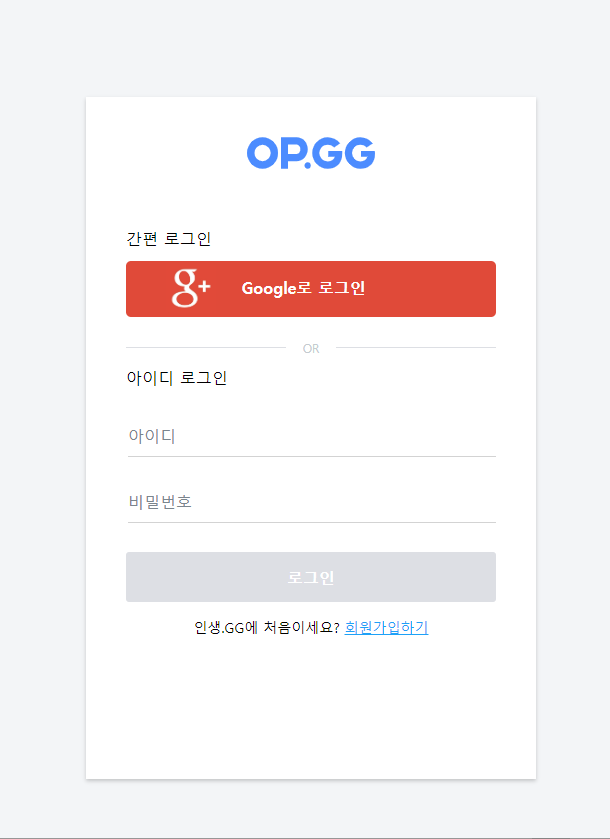 OP.GG
간편 로그인
g+ Google로 로그인
OR
아이디 로그인
아이디
비밀번호
로그인
인생.GG에 처음이세요? 회원가입하기